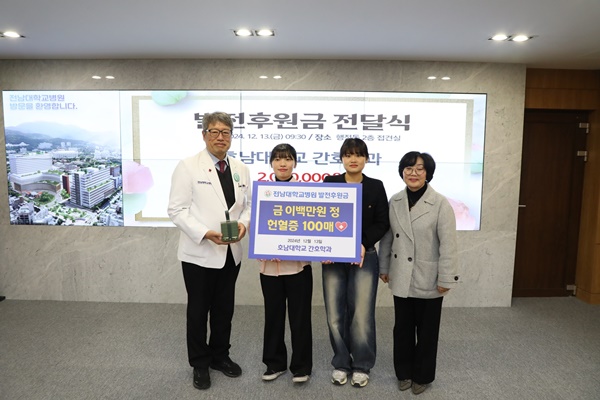 전남대학교병원
방문을 환영합니다.
발전후원금 전달식
2024. 12. 13.(금) 09:30 / 장소 행정동 2층 접견실
호남대학교 간호학과
전남대학교병원 발전후원금
금 이백만원 정
헌혈증 100매
2024년 12월 13일
호남대학교 간호학과